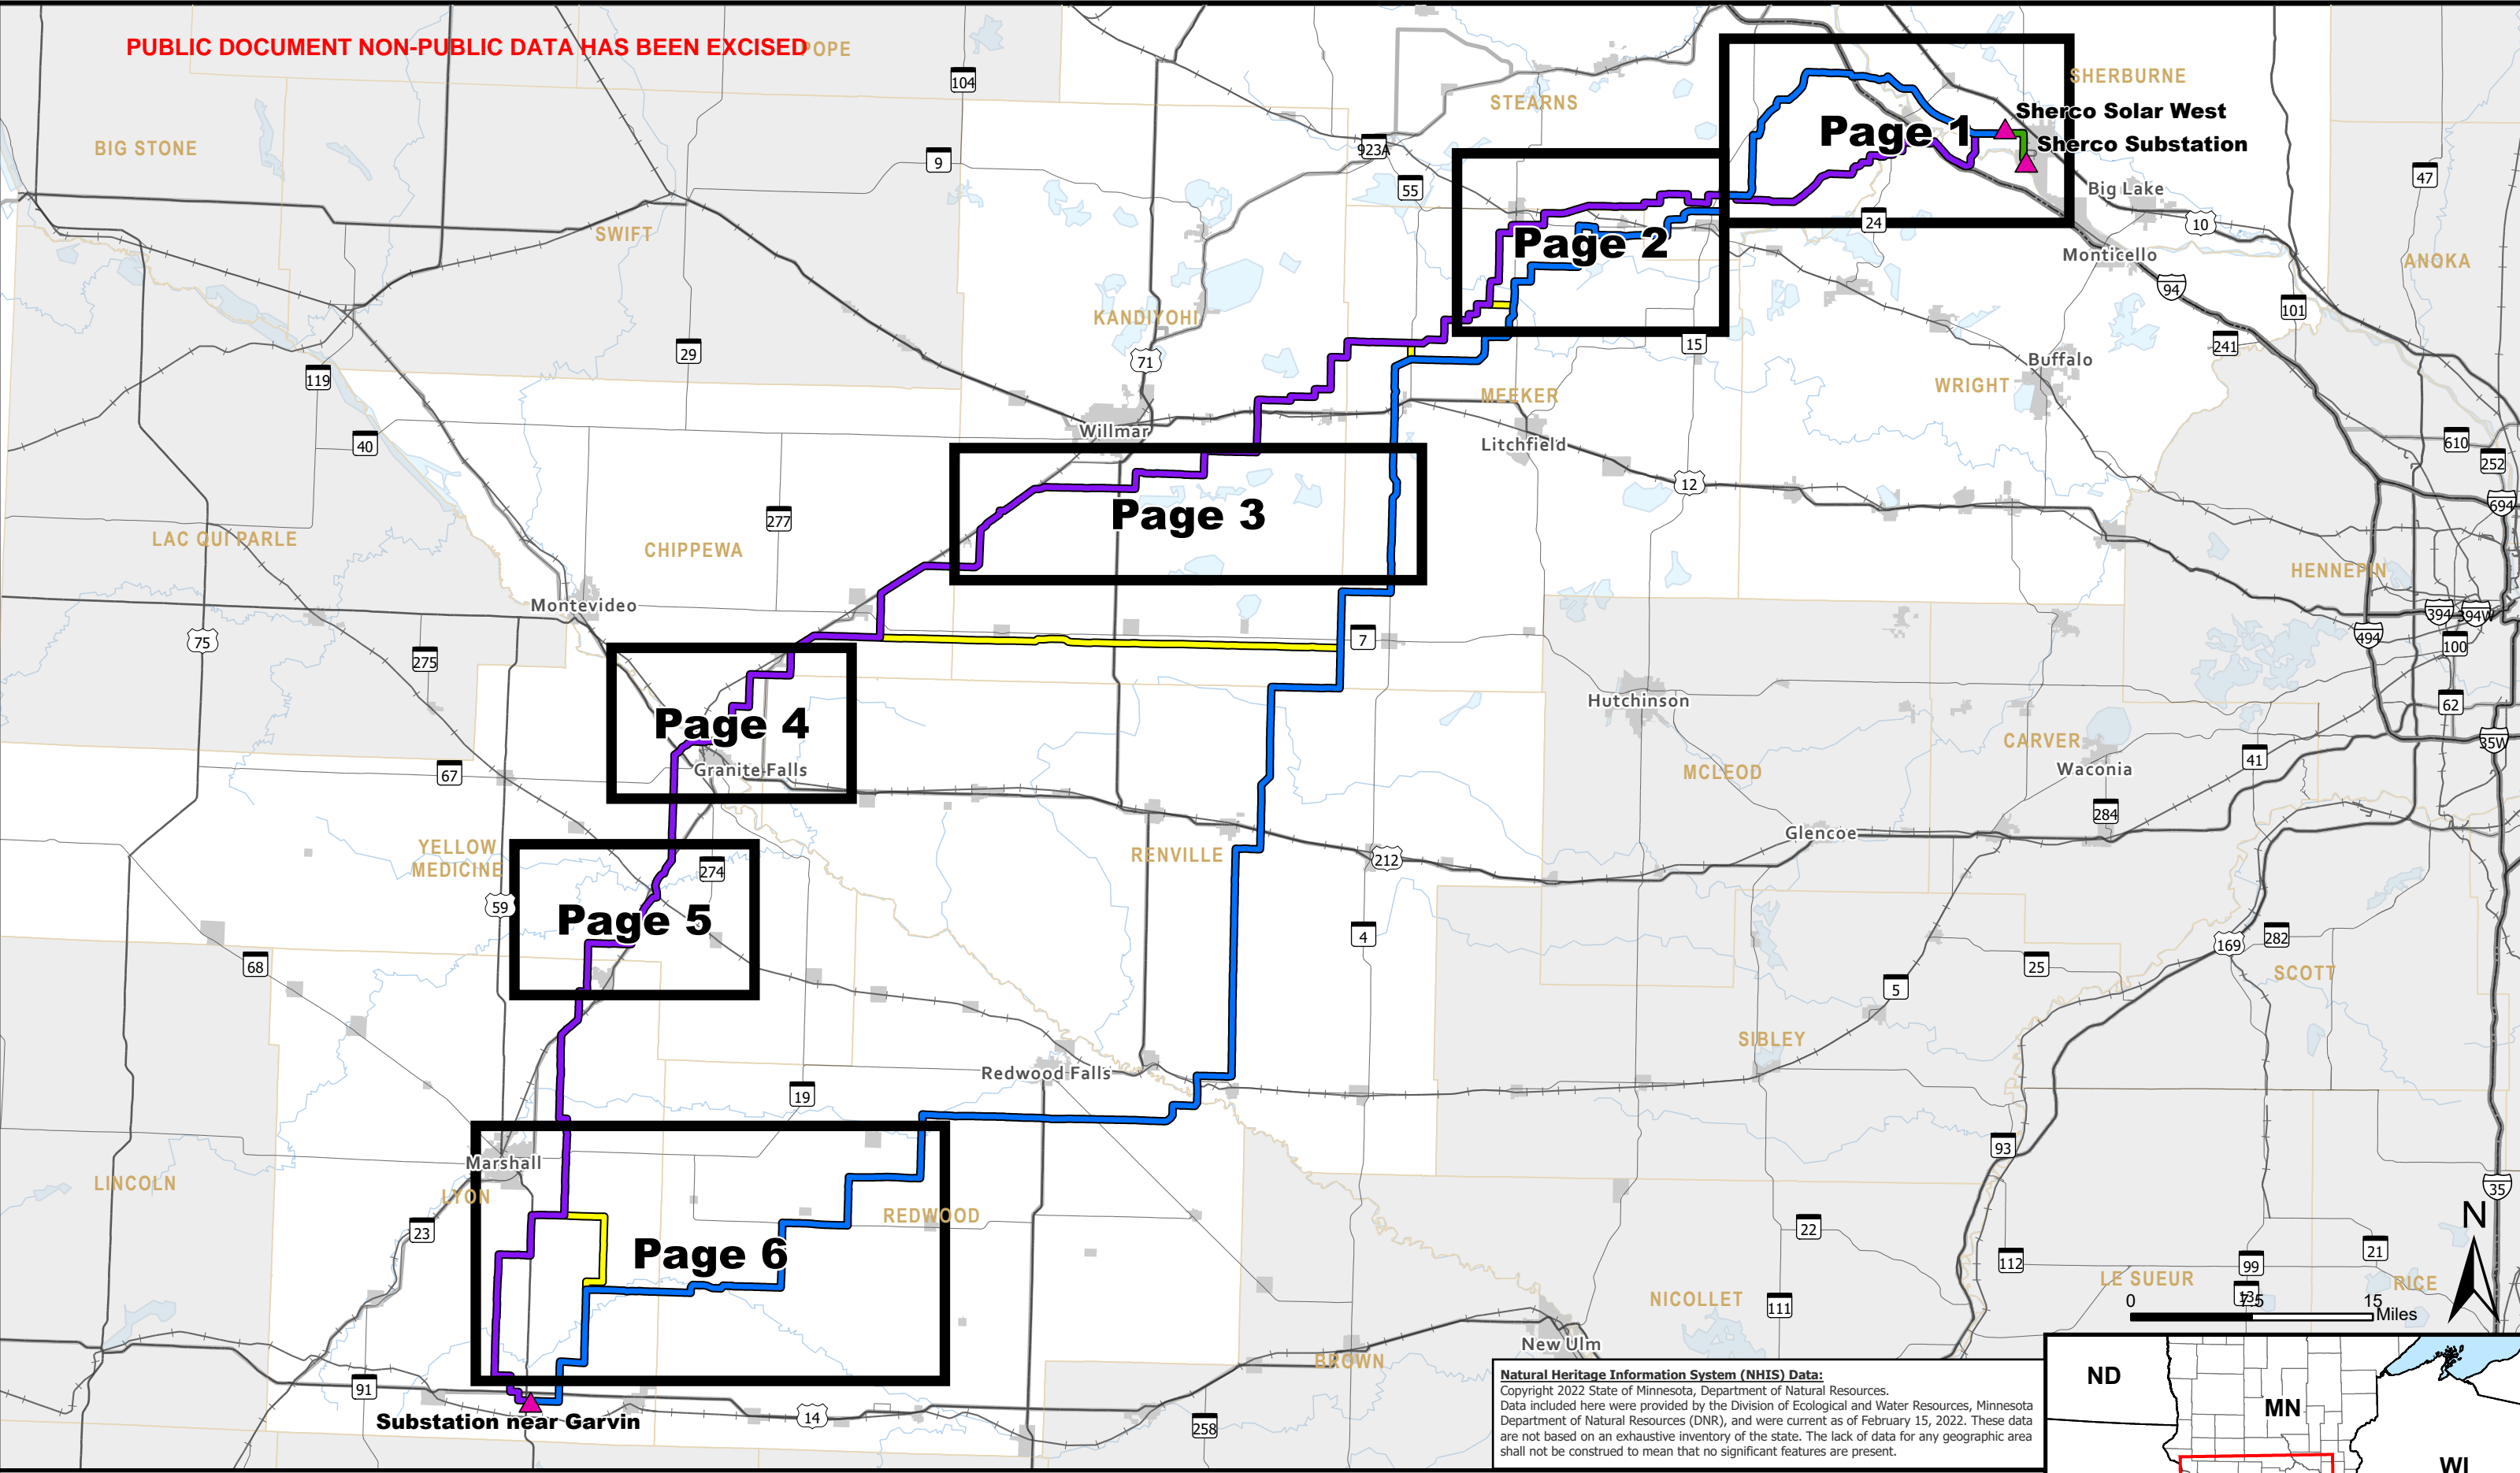 PUBLIC DOCUMENT NON-PUBLIC DATA HAS BEEN EXCISED
POPE
104
STEARNS
SHERBURNE
Sherco Solar West
Page 1
Sherco Substation
BIG STONE
9
923A
55
47
Big Lake
24
10
SWIFT
Page 2
Monticello
ANOKA
94
KANDIYOHI
101
29
71
15
241
Buffalo
119
MEEKER
WRIGHT
Willmar
40
Litchfield
610
252
12
694
277
Page 3
LAC QUI PARLE
CHIPPEWA
HENNEPIN
Montevideo
394
394W
494
75
275
7
100
Hutchinson
62
Page 4
CARVER
35W
67
Granite Falls
MCLEOD
Waconia
41
284
YELLOW
MEDICINE
274
RENVILLE
Glencoe
212
59
Page 5
4
169
282
68
25
SCOTT
5
SIBLEY
Redwood Falls
19
93
Marshall
LINCOLN
LYON
35
REDWOOD
23
22
N
Page 6
112
99
21
LE SUEUR
RICE
NICOLLET
111
13
0
7.5
15
Miles
New Ulm
BROWN
91
14
258
Substation near Garvin
Natural Heritage Information System (NHIS) Data:
Copyright 2022 State of Minnesota, Department of Natural Resources.
Data included here were provided by the Division of Ecological and Water Resources, Minnesota
Department of Natural Resources (DNR), and were current as of February 15, 2022. These data
are not based on an exhaustive inventory of the state. The lack of data for any geographic area
shall not be construed to mean that no significant features are present.
ND
MN
WI